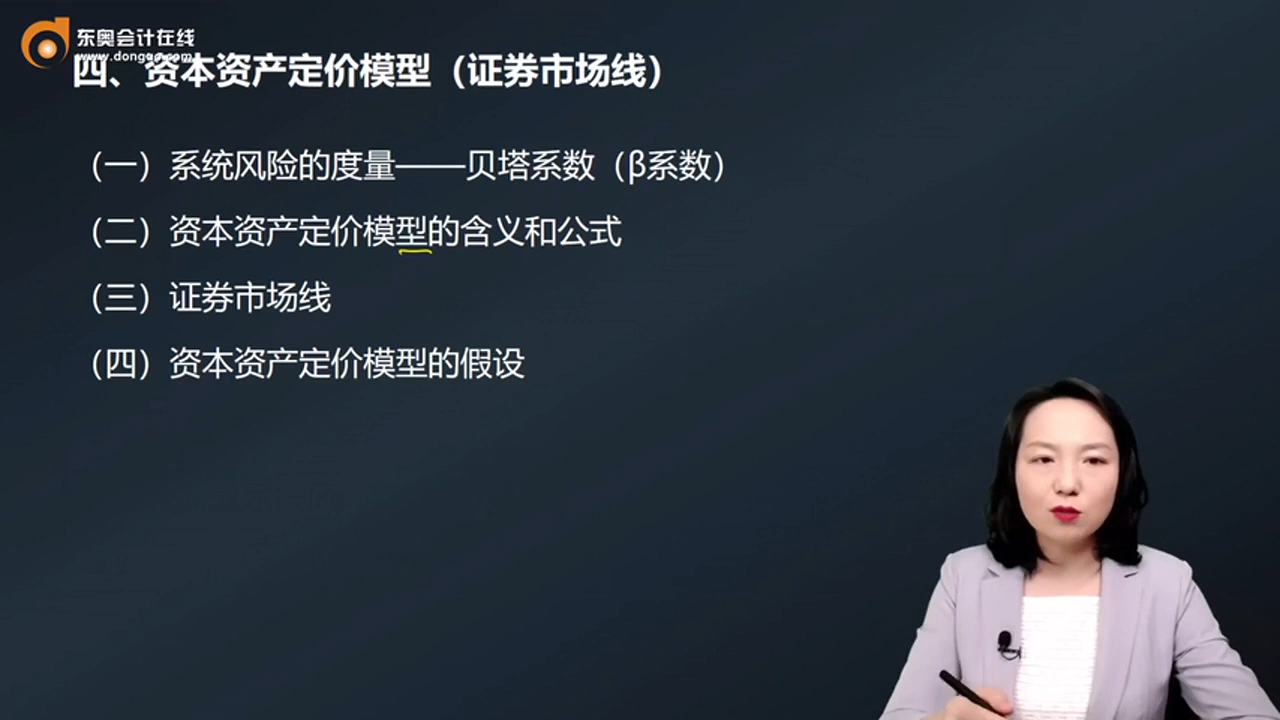 东奥会计在线
www.dongao.com
四、资本资产定价模型（证券市场线）
（一）系统风险的度量——贝塔系数（β系数）
（二）资本资产定价模型的含义和公式
（三）证券市场线
（四）资本资产定价模型的假设